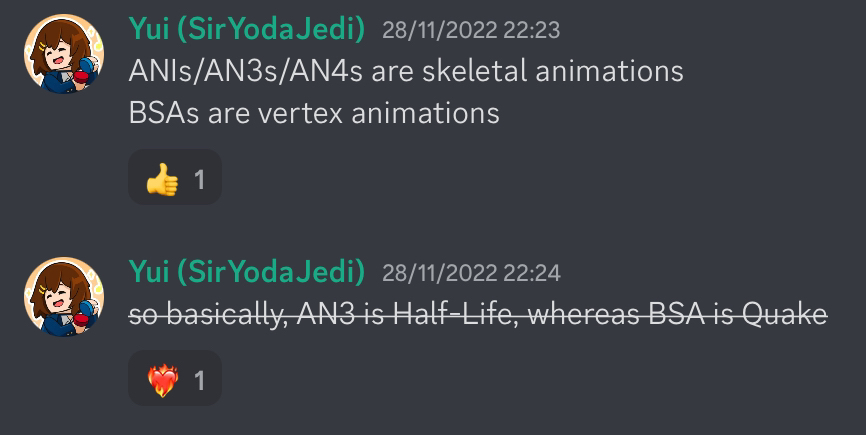 Yui (SirYodaJedi) 28/11/2022 22:23
ANIs/AN3s/AN4s are skeletal animations
BSAs are vertex animations
👍 1
Yui (SirYodaJedi) 28/11/2022 22:24
so basically, AN3 is Half-Life, whereas BSA is Quake
❤️‍🔥 1